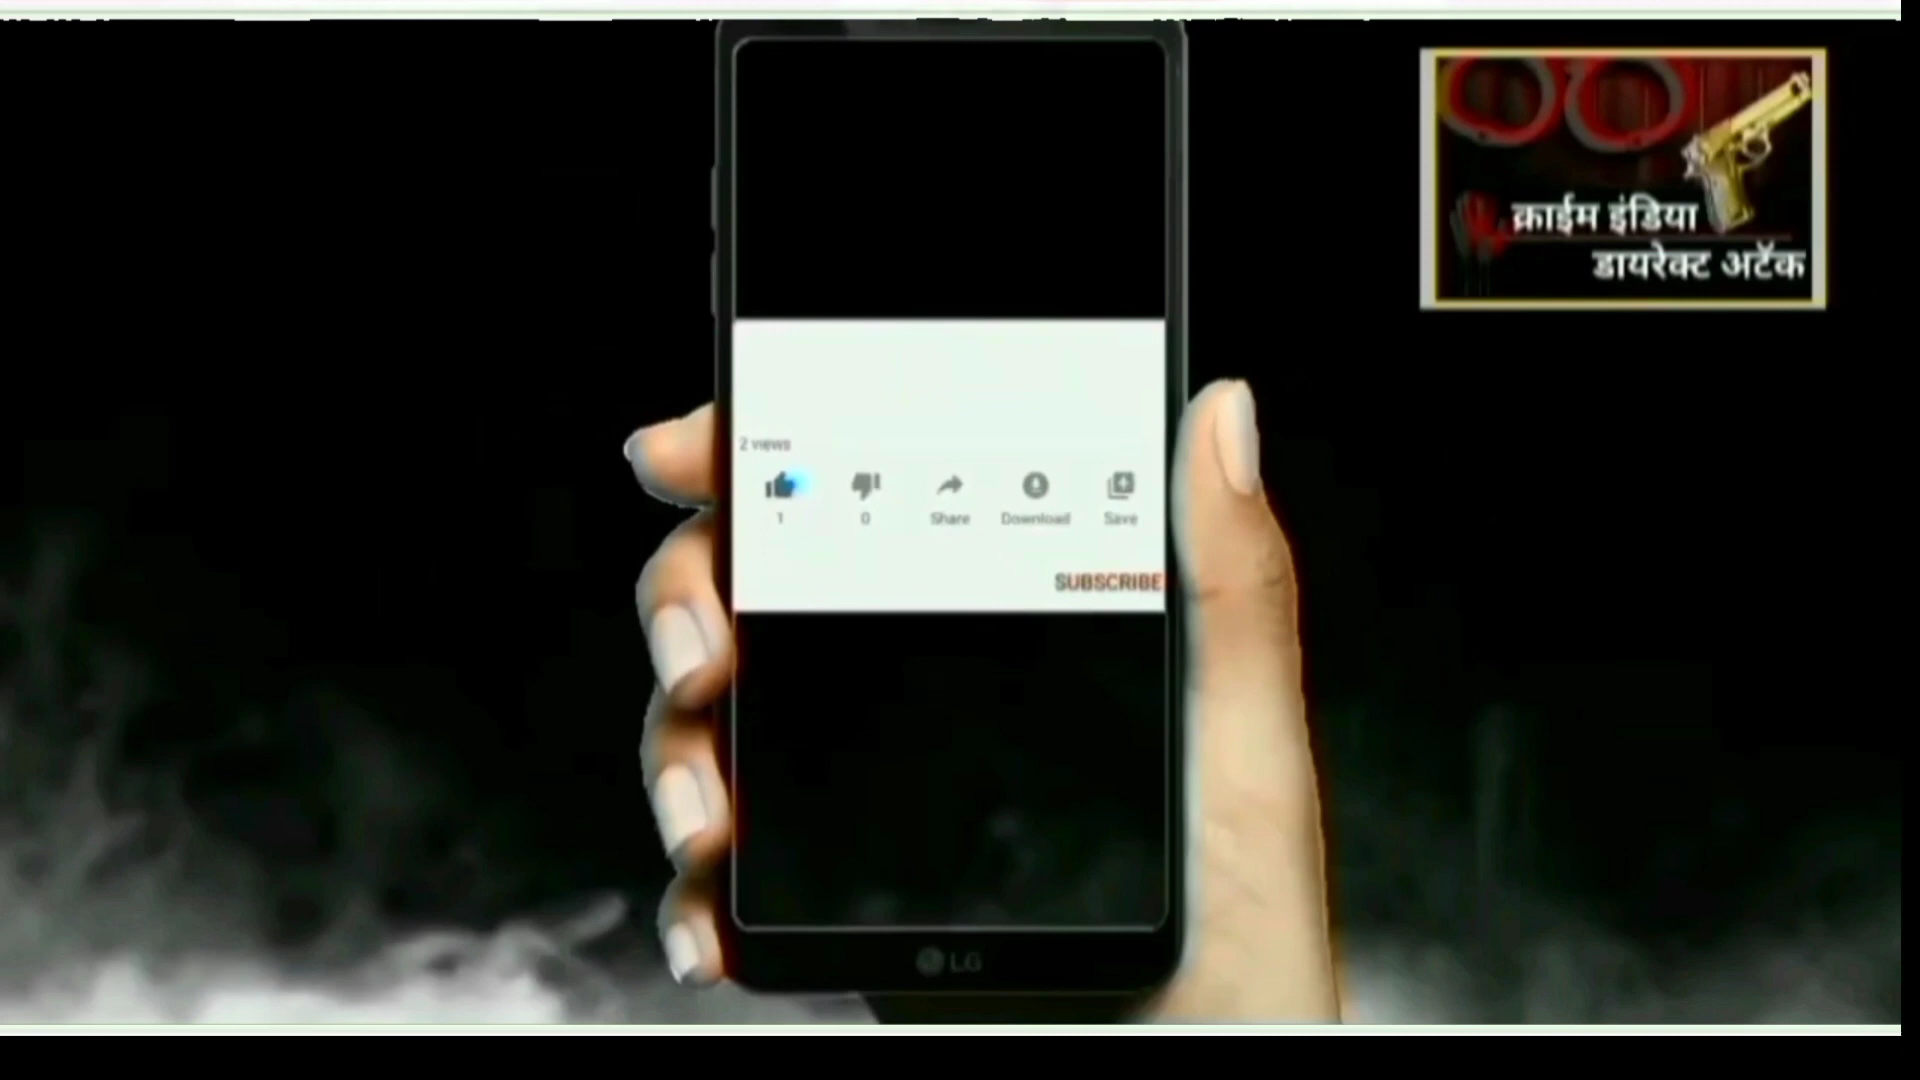 क्राईम इंडिया
डायरेक्ट अटॅक
2 views
1
0
Share
Download
Save
SUBSCRIBE
LG